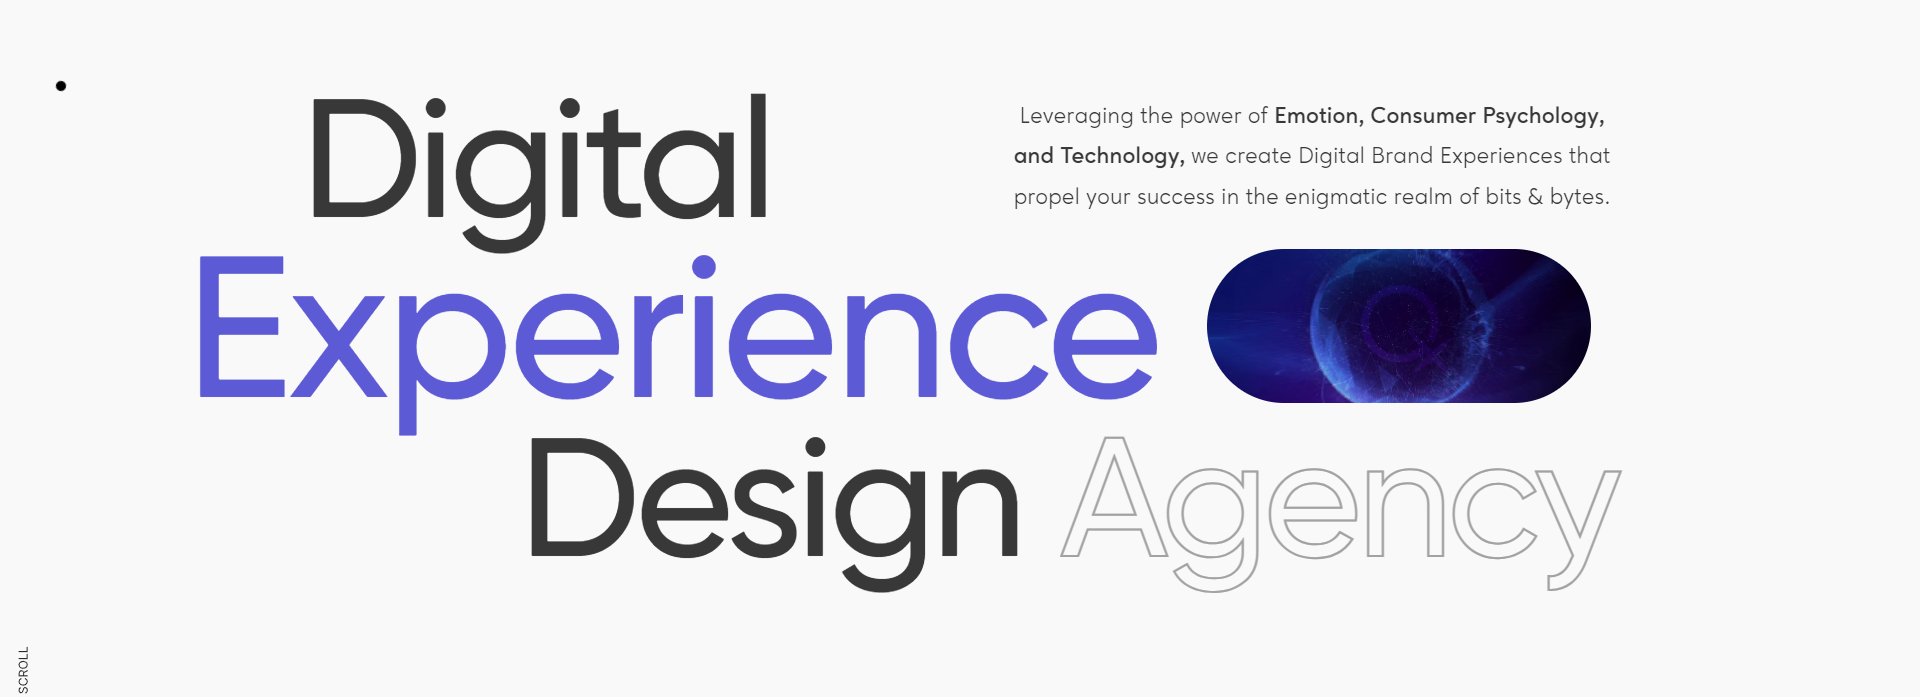 Digital
Leveraging the power of Emotion, Consumer Psychology,
and Technology, we create Digital Brand Experiences that
propel your success in the enigmatic realm of bits & bytes.
Experience
Design Agency
SCROLL